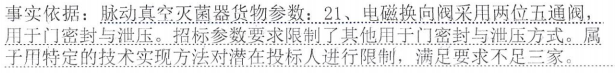 事实依据：脉动真空灭菌器货物参数：21、电磁换向阀采用两位五通阀，
用于门密封与泄压。招标参数要求限制了其他用于门密封与泄压方式。属
于用特定的技术实现方法对潜在投标人进行限制，满足要求不足三家。